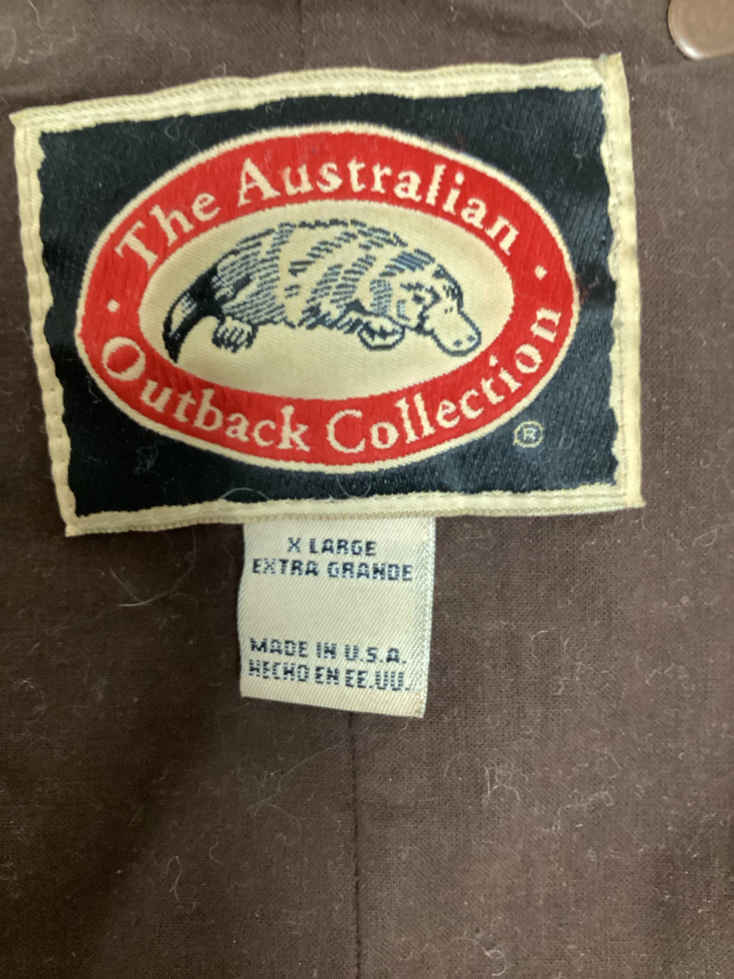 The Australian
Outback Collection
®
X LARGE
EXTRA GRANDE
MADE IN U.S.A.
HECHO EN EE.UU.